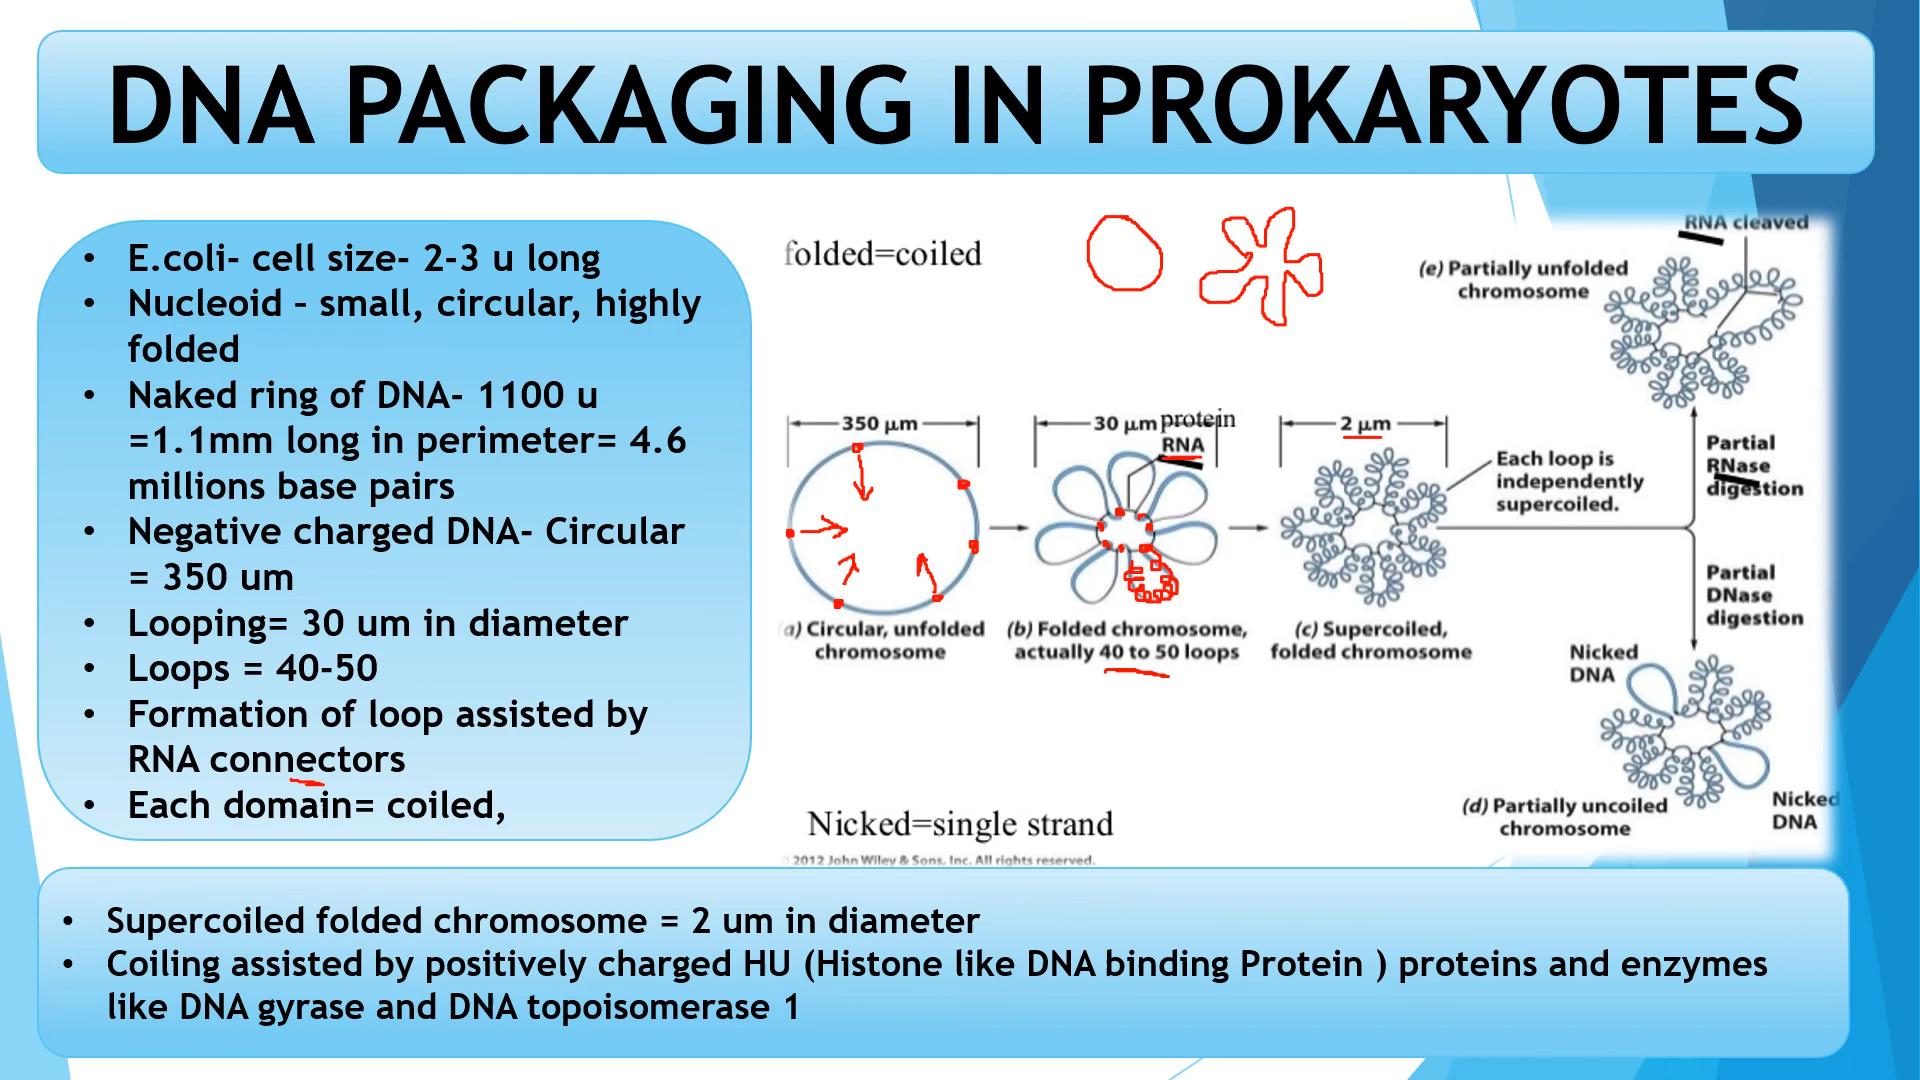 DNA PACKAGING IN PROKARYOTES
• E.coli- cell size- 2-3 u long
• Nucleoid – small, circular, highly
folded
• Naked ring of DNA- 1100 u
=1.1mm long in perimeter= 4.6
millions base pairs
• Negative charged DNA- Circular
= 350 um
• Looping= 30 um in diameter
• Loops = 40-50
• Formation of loop assisted by
RNA connectors
• Each domain= coiled,
folded=coiled
RNA cleaved
(e) Partially unfolded
chromosome
350 µm
30 µm
protein
RNA
2 µm
Each loop is
independently
supercoiled.
Partial
RNase
digestion
(a) Circular, unfolded
chromosome
(b) Folded chromosome,
actually 40 to 50 loops
(c) Supercoiled,
folded chromosome
Partial
DNase
digestion
Nicked
DNA
(d) Partially uncoiled
chromosome
Nicked
DNA
Nicked=single strand
© 2012 John Wiley & Sons, Inc. All rights reserved.
• Supercoiled folded chromosome = 2 um in diameter
• Coiling assisted by positively charged HU (Histone like DNA binding Protein ) proteins and enzymes
like DNA gyrase and DNA topoisomerase 1